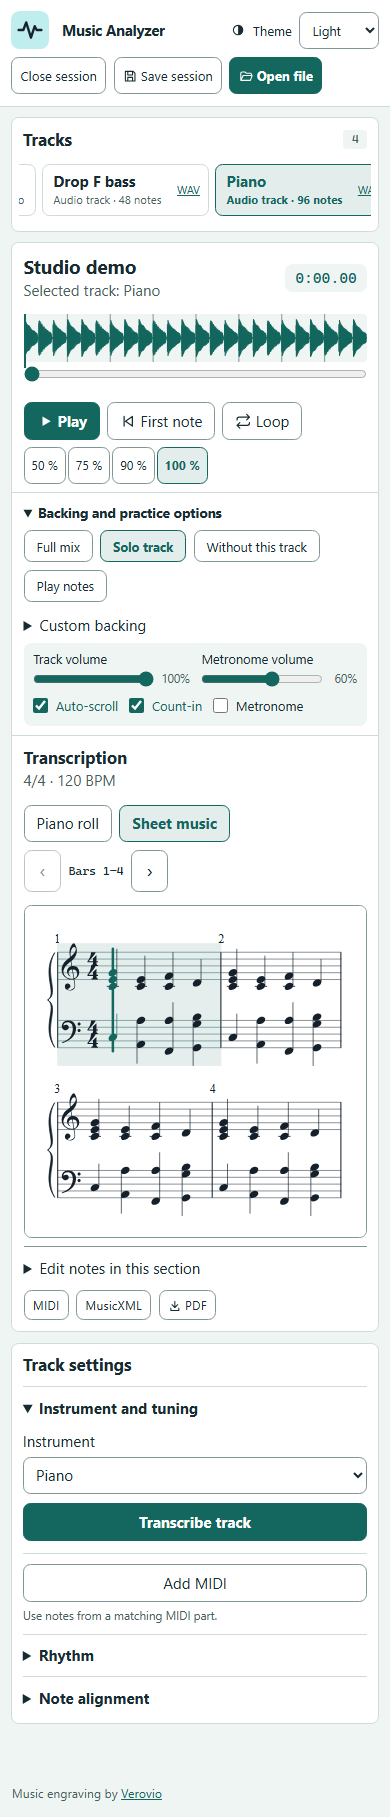 Music Analyzer
Theme
Light
Close session
Save session
Open file
Tracks
4
Drop F bass
WAV
Audio track · 48 notes
Piano
Audio track · 96 notes
Studio demo
0:00.00
Selected track: Piano
Play
First note
Loop
50 %
75 %
90 %
100 %
Backing and practice options
Full mix
Solo track
Without this track
Play notes
Custom backing
Track volume
100%
Metronome volume
60%
Auto-scroll
Count-in
Metronome
Transcription
4/4 · 120 BPM
Piano roll
Sheet music
‹
Bars 1–4
›
1
2
3
4
Edit notes in this section
MIDI
MusicXML
PDF
Track settings
Instrument and tuning
Instrument
Piano
Transcribe track
Add MIDI
Use notes from a matching MIDI part.
Rhythm
Note alignment
Music engraving by Verovio